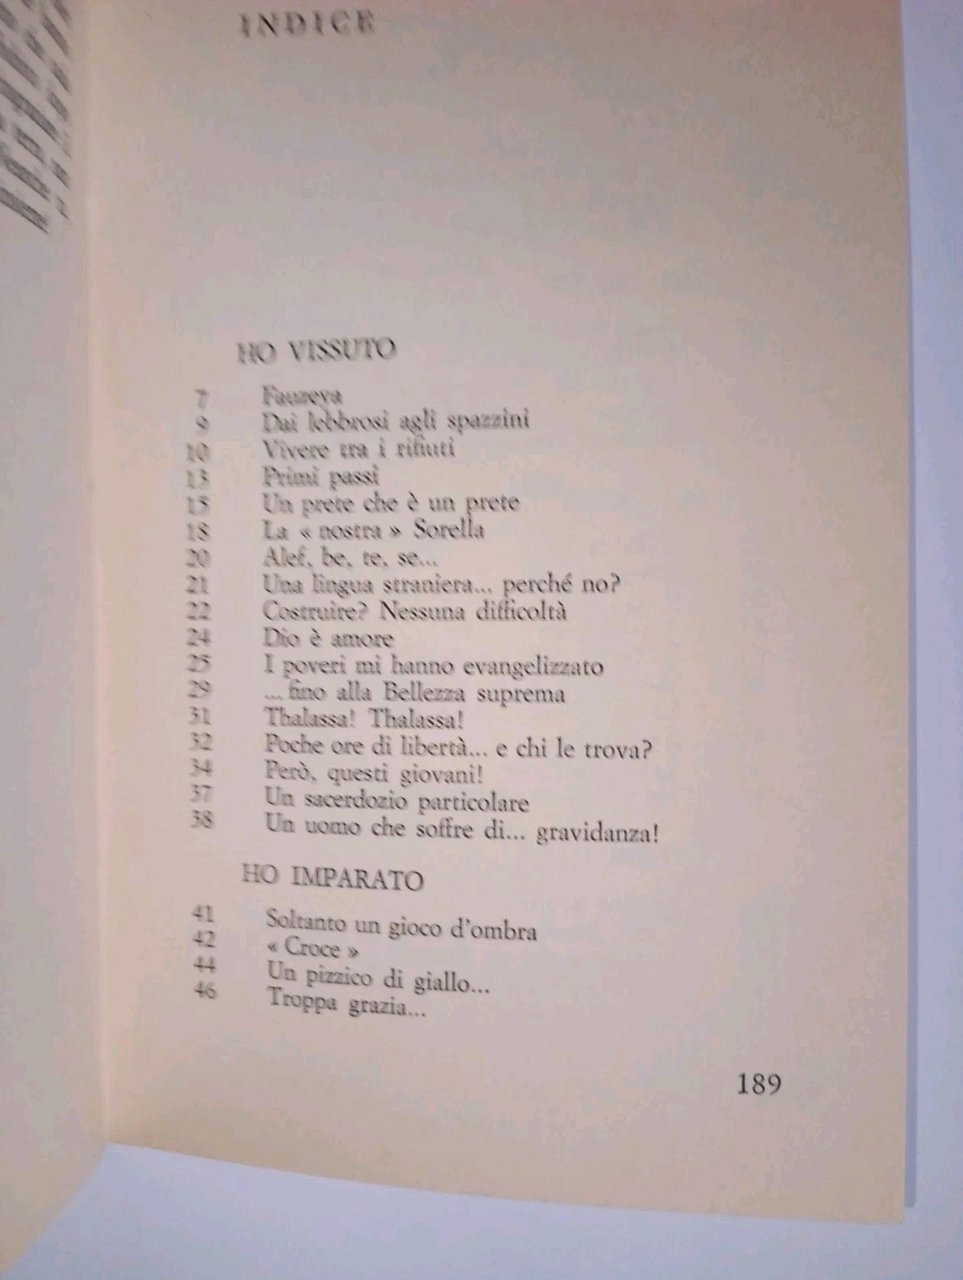 INDICE
HO VISSUTO
7 Fauzeya
9 Dai lebbrosi agli spazzini
10 Vivere tra i rifiuti
13 Primi passi
15 Un prete che è un prete
18 La « nostra » Sorella
20 Alef, be, te, se...
21 Una lingua straniera... perché no?
22 Costruire? Nessuna difficoltà
24 Dio è amore
25 I poveri mi hanno evangelizzato
29 ...fino alla Bellezza suprema
31 Thalassa! Thalassa!
32 Poche ore di libertà... e chi le trova?
34 Però, questi giovani!
37 Un sacerdozio particolare
38 Un uomo che soffre di... gravidanza!
HO IMPARATO
41 Soltanto un gioco d'ombra
42 « Croce »
44 Un pizzico di giallo...
46 Troppa grazia...
189